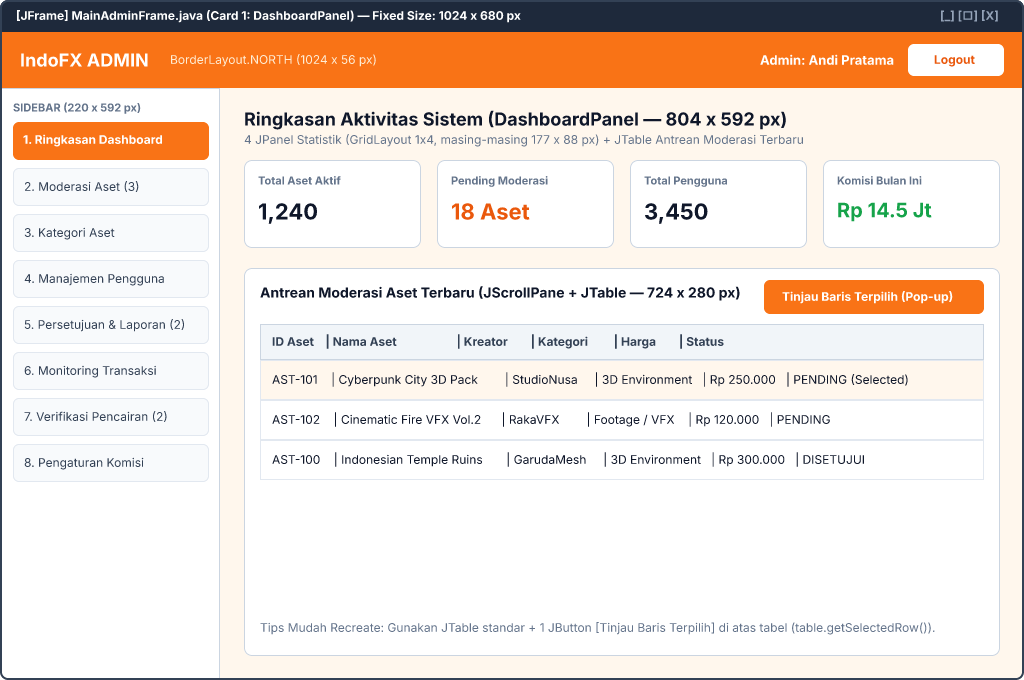 [JFrame] MainAdminFrame.java (Card 1: DashboardPanel) — Fixed Size: 1024 x 680 px
[_] [□] [X]
IndoFX ADMIN
BorderLayout.NORTH (1024 x 56 px)
Admin: Andi Pratama
Logout
SIDEBAR (220 x 592 px)
1. Ringkasan Dashboard
2. Moderasi Aset (3)
3. Kategori Aset
4. Manajemen Pengguna
5. Persetujuan & Laporan (2)
6. Monitoring Transaksi
7. Verifikasi Pencairan (2)
8. Pengaturan Komisi
Ringkasan Aktivitas Sistem (DashboardPanel — 804 x 592 px)
4 JPanel Statistik (GridLayout 1x4, masing-masing 177 x 88 px) + JTable Antrean Moderasi Terbaru
Total Aset Aktif
1,240
Pending Moderasi
18 Aset
Total Pengguna
3,450
Komisi Bulan Ini
Rp 14.5 Jt
Antrean Moderasi Aset Terbaru (JScrollPane + JTable — 724 x 280 px)
Tinjau Baris Terpilih (Pop-up)
ID Aset | Nama Aset | Kreator | Kategori | Harga | Status
AST-101 | Cyberpunk City 3D Pack | StudioNusa | 3D Environment | Rp 250.000 | PENDING (Selected)
AST-102 | Cinematic Fire VFX Vol.2 | RakaVFX | Footage / VFX | Rp 120.000 | PENDING
AST-100 | Indonesian Temple Ruins | GarudaMesh | 3D Environment | Rp 300.000 | DISETUJUI
Tips Mudah Recreate: Gunakan JTable standar + 1 JButton [Tinjau Baris Terpilih] di atas tabel (table.getSelectedRow()).